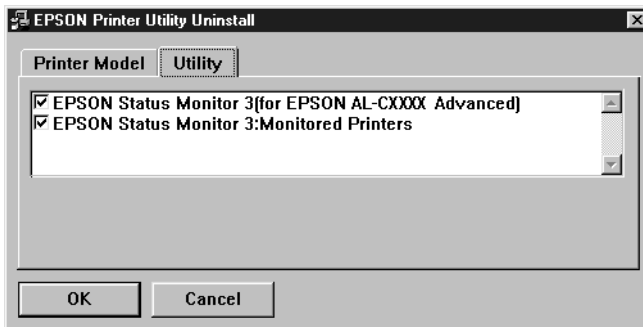 EPSON Printer Utility Uninstall
Printer Model
Utility
EPSON Status Monitor 3(for EPSON AL-CXXXX Advanced)
EPSON Status Monitor 3:Monitored Printers
OK
Cancel